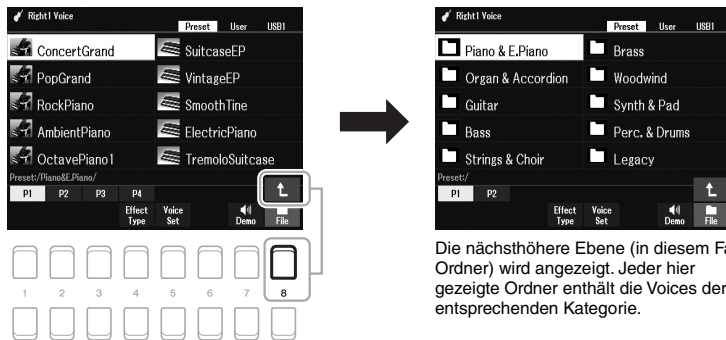 Right1 Voice
Preset User USB1
ConcertGrand SuitcaseEP
PopGrand VintageEP
RockPiano SmoothTine
AmbientPiano ElectricPiano
OctavePiano1 TremoloSuitcase
Preset:/Piano&E.Piano/
P1 P2 P3 P4
Effect Type Voice Set Demo File
1 2 3 4 5 6 7 8
Right1 Voice
Preset User USB1
Piano & E.Piano Brass
Organ & Accordion Woodwind
Guitar Synth & Pad
Bass Perc. & Drums
Strings & Choir Legacy
Preset:/
P1 P2
Effect Type Voice Set Demo File
Die nächsthöhere Ebene (in diesem
Ordner) wird angezeigt. Jeder hier
gezeigte Ordner enthält die Voices der
entsprechenden Kategorie.